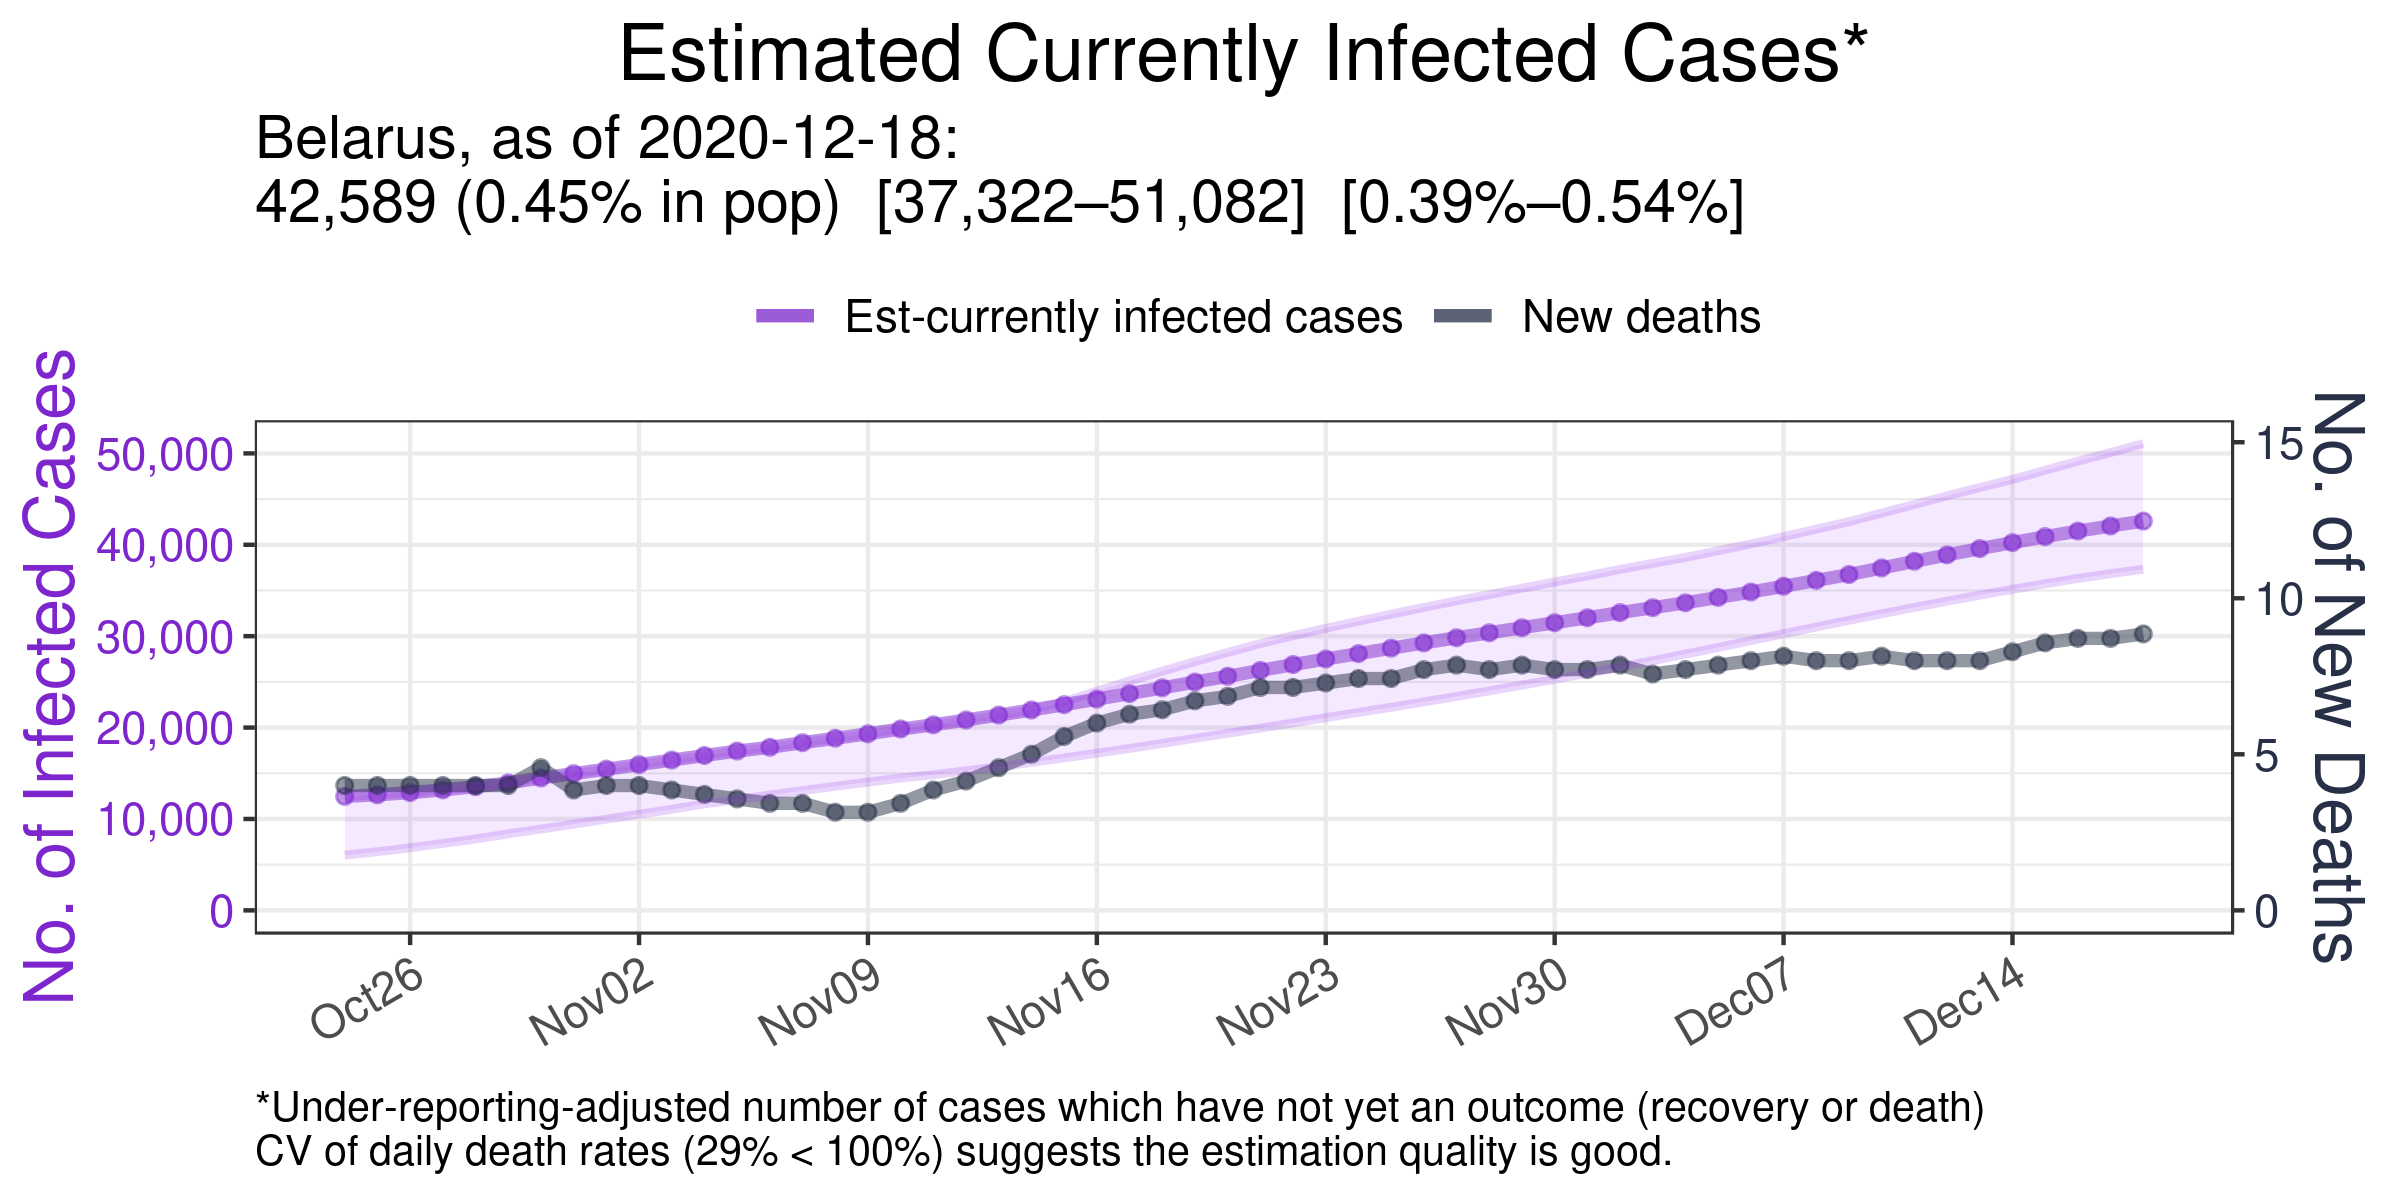 Estimated Currently Infected Cases*
Belarus, as of 2020-12-18:
42,589 (0.45% in pop)  [37,322–51,082]  [0.39%–0.54%]
Est-currently infected cases
New deaths
No. of Infected Cases
50,000
40,000
30,000
20,000
10,000
0
15
10
5
0
No. of New Deaths
Oct26
Nov02
Nov09
Nov16
Nov23
Nov30
Dec07
Dec14
*Under-reporting-adjusted number of cases which have not yet an outcome (recovery or death)
CV of daily death rates (29% < 100%) suggests the estimation quality is good.